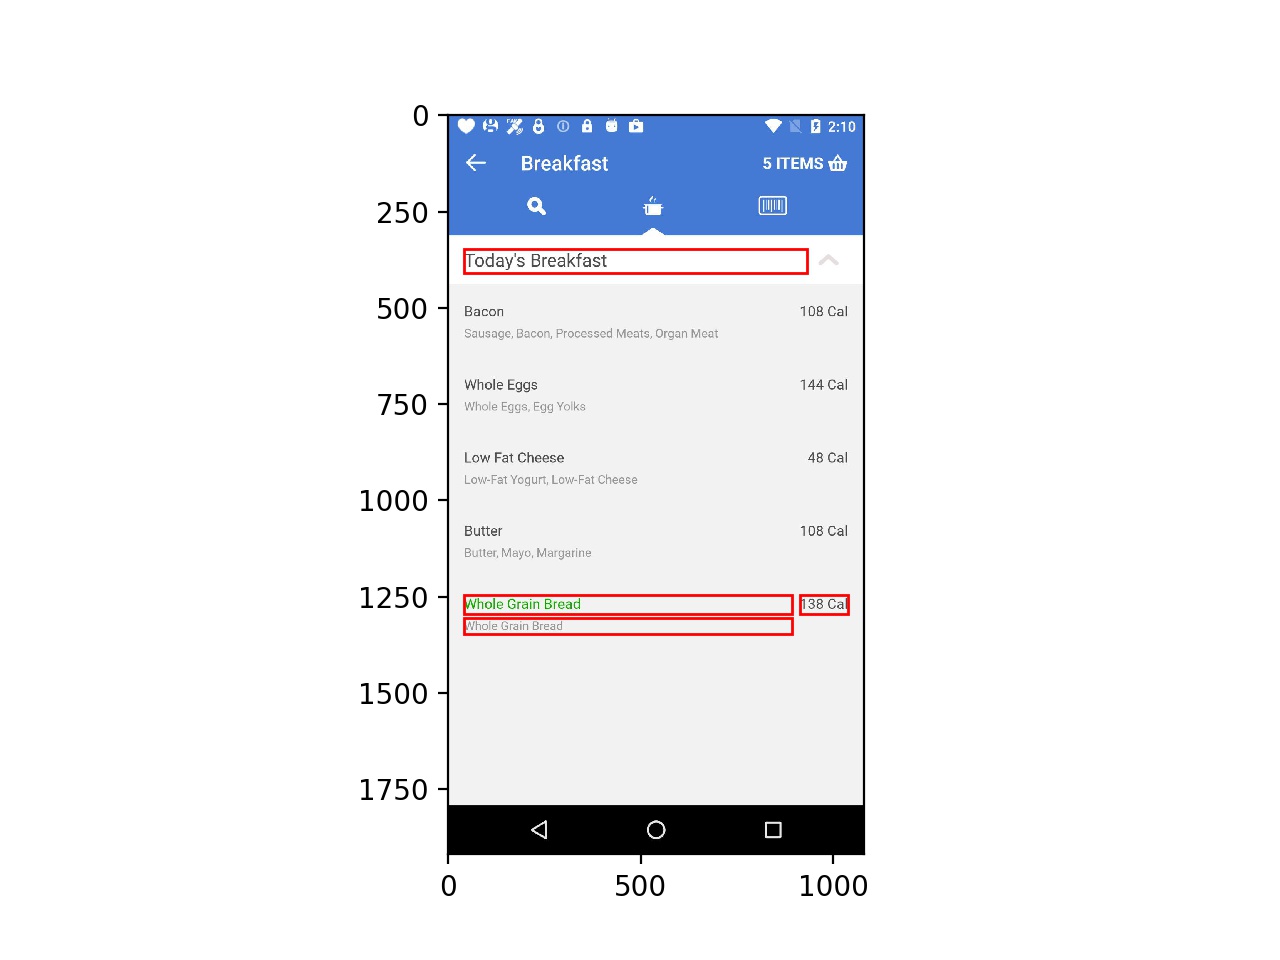 0
250
500
750
1000
1250
1500
1750
2:10
Breakfast
5 ITEMS
Today's Breakfast
Bacon 108 Cal
Sausage, Bacon, Processed Meats, Organ Meat
Whole Eggs 144 Cal
Whole Eggs, Egg Yolks
Low Fat Cheese 48 Cal
Low-Fat Yogurt, Low-Fat Cheese
Butter 108 Cal
Butter, Mayo, Margarine
Whole Grain Bread 138 Cal
Whole Grain Bread
0 500 1000